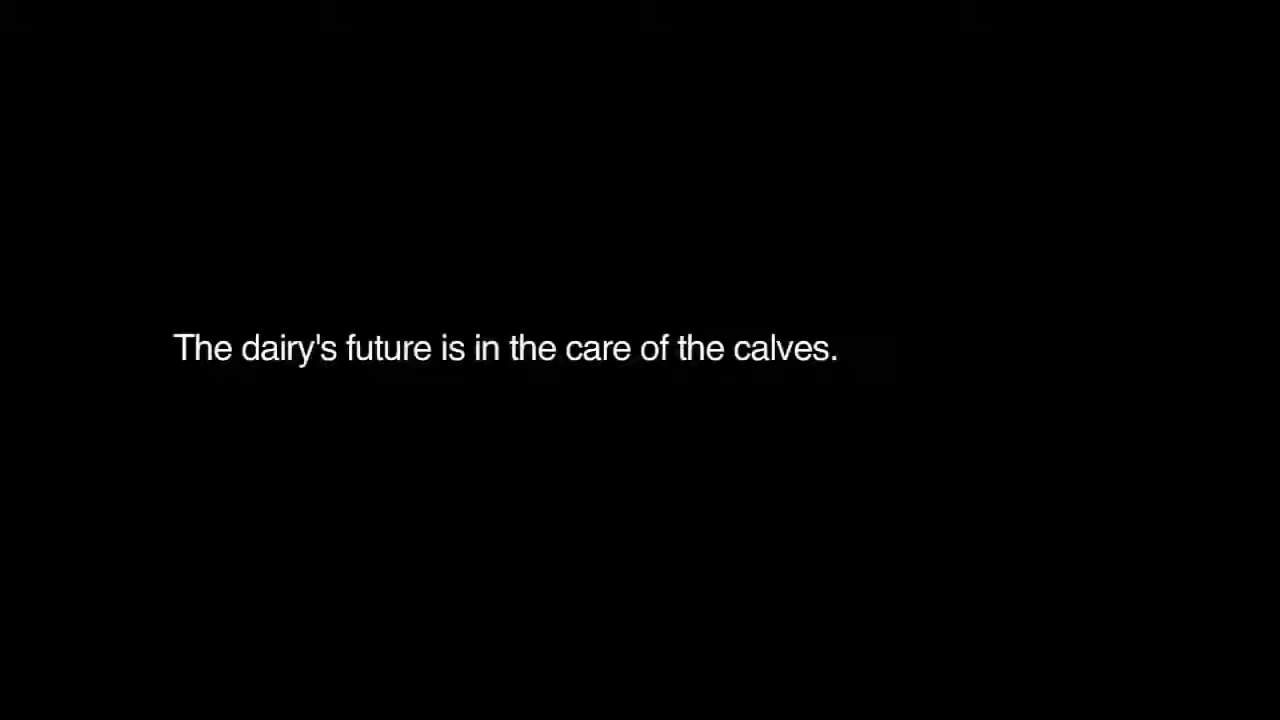 The dairy's future is in the care of the calves.